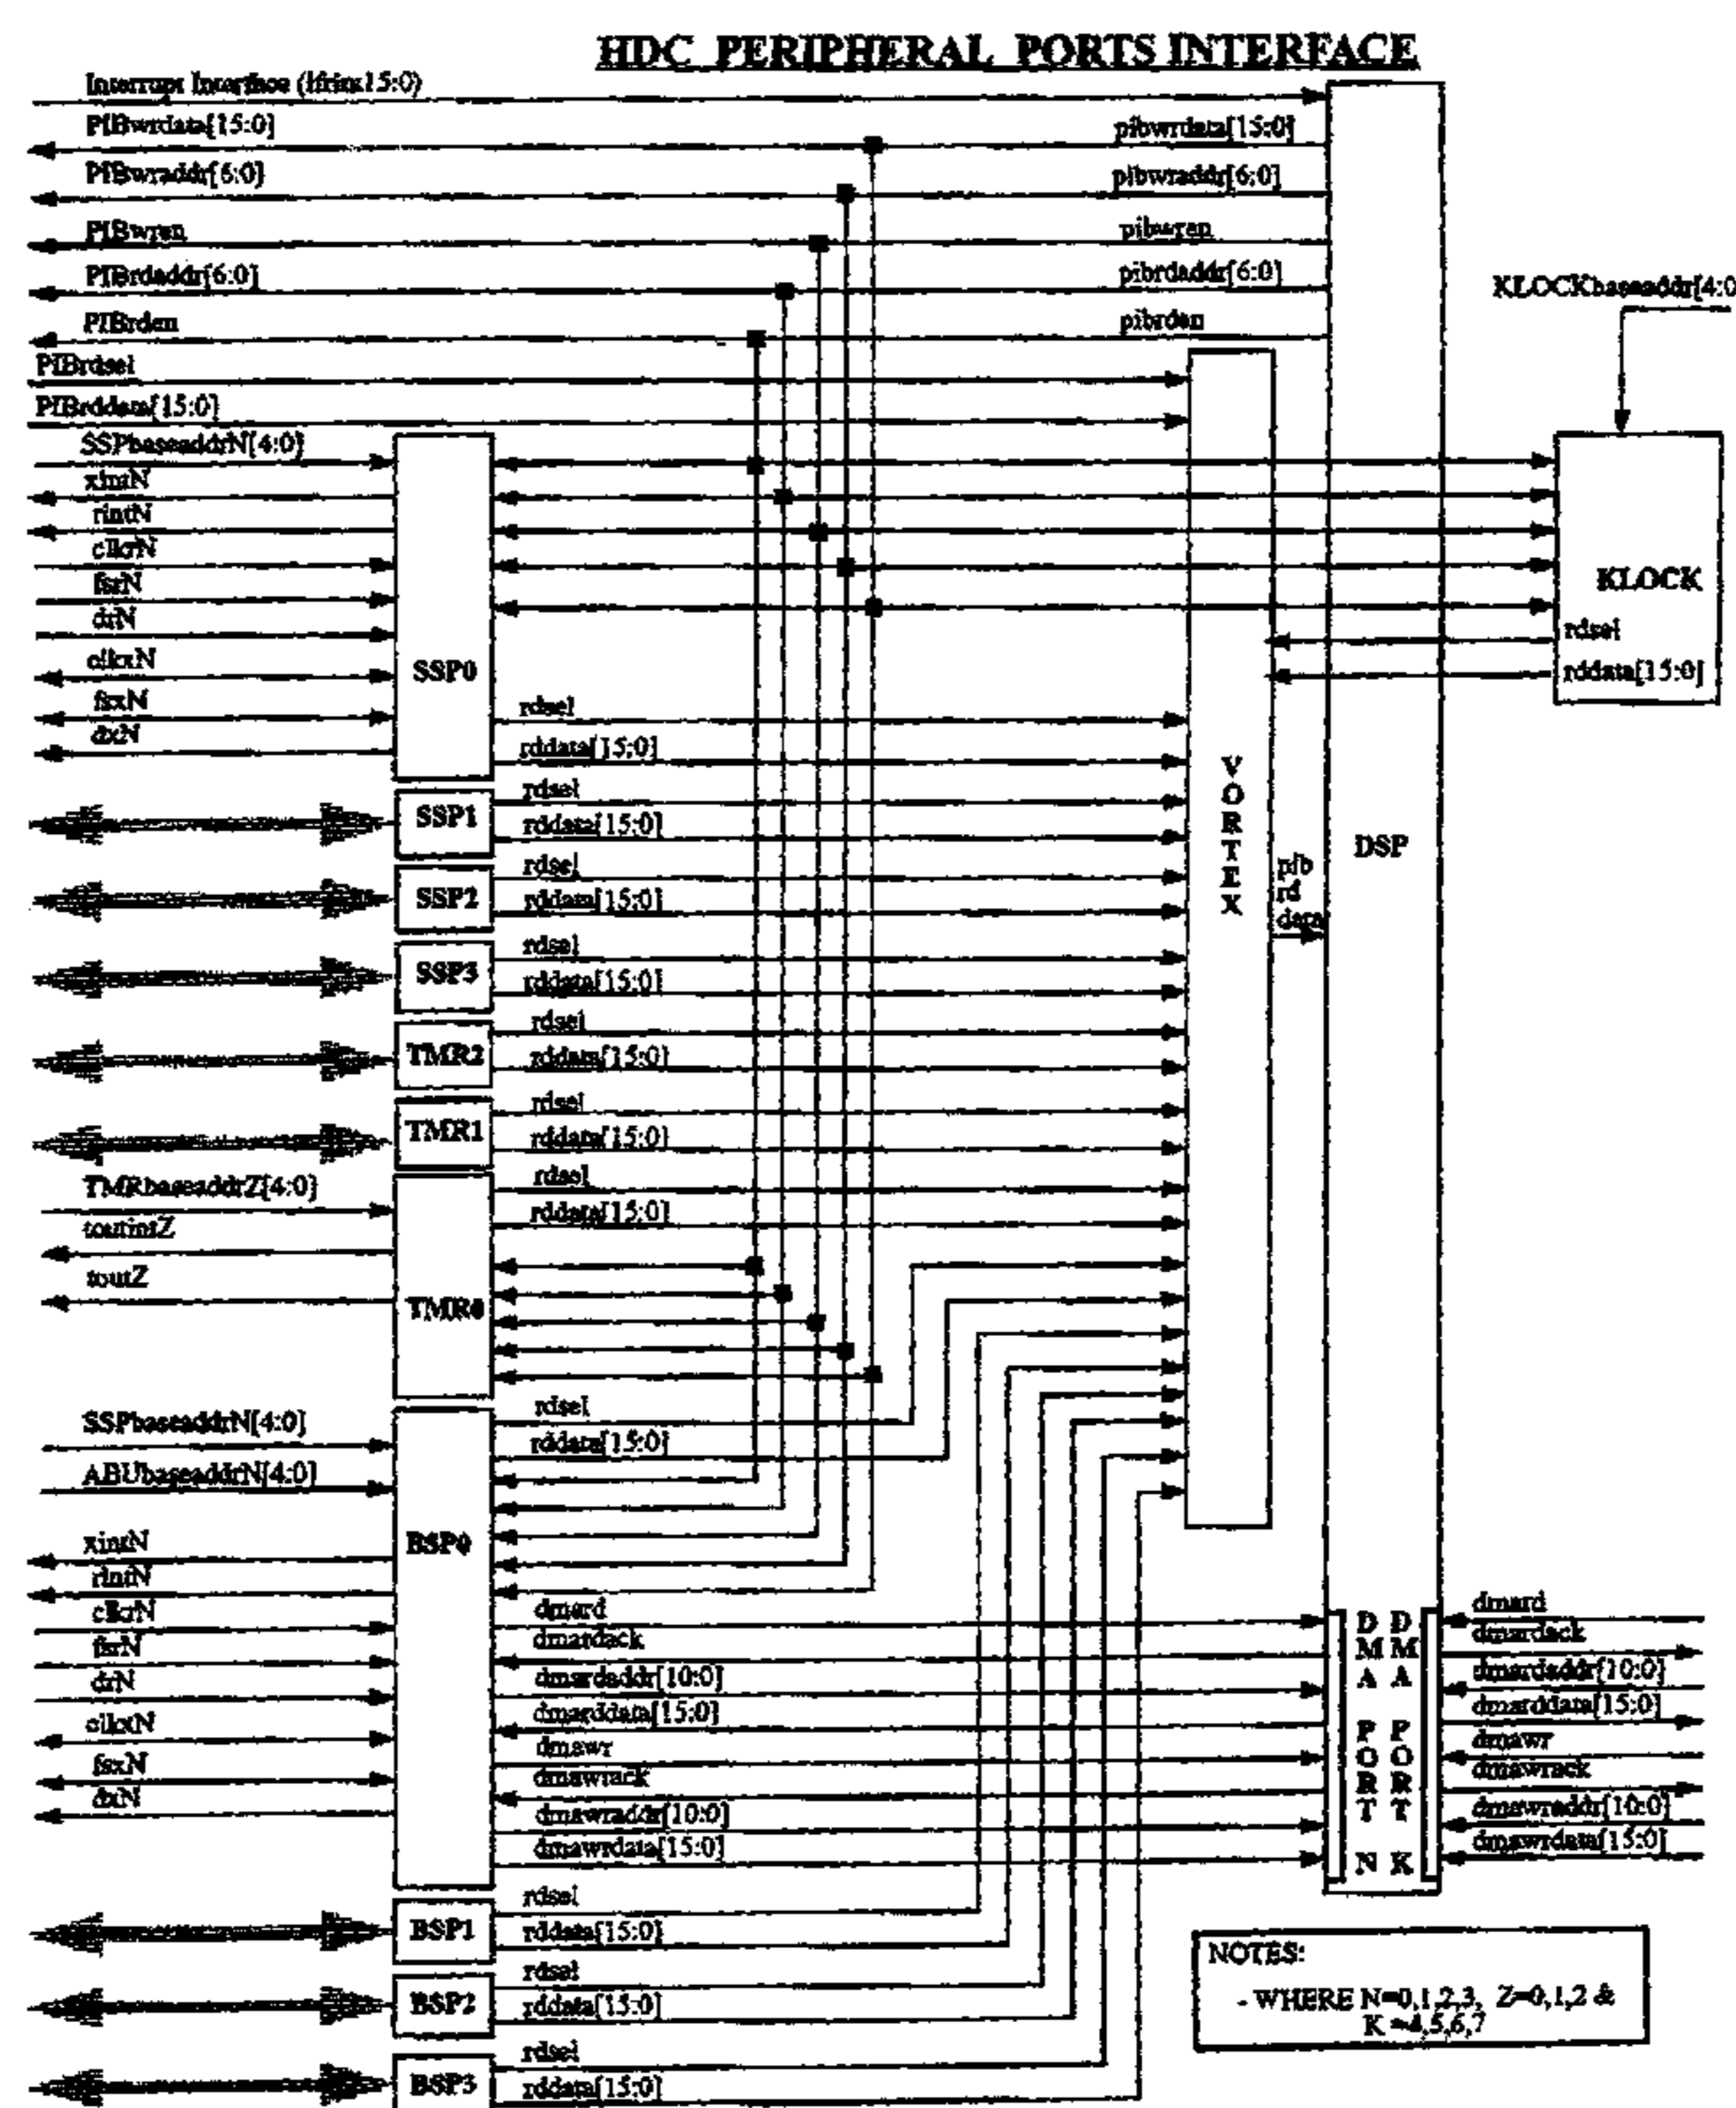 HDC PERIPHERAL PORTS INTERFACE
Interrupt Interface
PIBwrdata[15:0]
pibwrdata[15:0]
PIBwraddr[6:0]
pibwraddr[6:0]
PIBwren
pibwren
PIBrdaddr[6:0]
pibrdaddr[6:0]
KLOCKbaseaddr[4:0
PIBrden
pibrden
PIBrdsel
PIBrddata[15:0]
SSPbaseaddrN[4:0]
xintN
rintN
clkrN
fsrN
drN
clkxN
fsxN
dxN
SSP0
rdsel
rddata[15:0]
KLOCK
rdsel
rddata[15:0]
SSP1
rdsel
rddata[15:0]
SSP2
rdsel
rddata[15:0]
SSP3
rdsel
rddata[15:0]
TMR2
rdsel
rddata[15:0]
TMR1
rdsel
rddata[15:0]
VORTEX
pib
rd
data
DSP
TMRbaseaddrZ[4:0]
toutintZ
toutZ
TMR0
rdsel
rddata[15:0]
SSPbaseaddrN[4:0]
ABUbaseaddrN[4:0]
xintN
rintN
clkrN
fsrN
drN
clkxN
fsxN
dxN
BSP0
rdsel
rddata[15:0]
dmard
dmardack
dmardaddr[10:0]
dmarddata[15:0]
dmawr
dmawrack
dmawraddr[10:0]
dmawrdata[15:0]
DMA PORT N
DMA PORT K
dmard
dmardack
dmardaddr[10:0]
dmarddata[15:0]
dmawr
dmawrack
dmawraddr[10:0]
dmawrdata[15:0]
BSP1
rdsel
rddata[15:0]
BSP2
rdsel
rddata[15:0]
BSP3
rdsel
rddata[15:0]
NOTES:
- WHERE N=0,1,2,3, Z=0,1,2 &
K =4,5,6,7